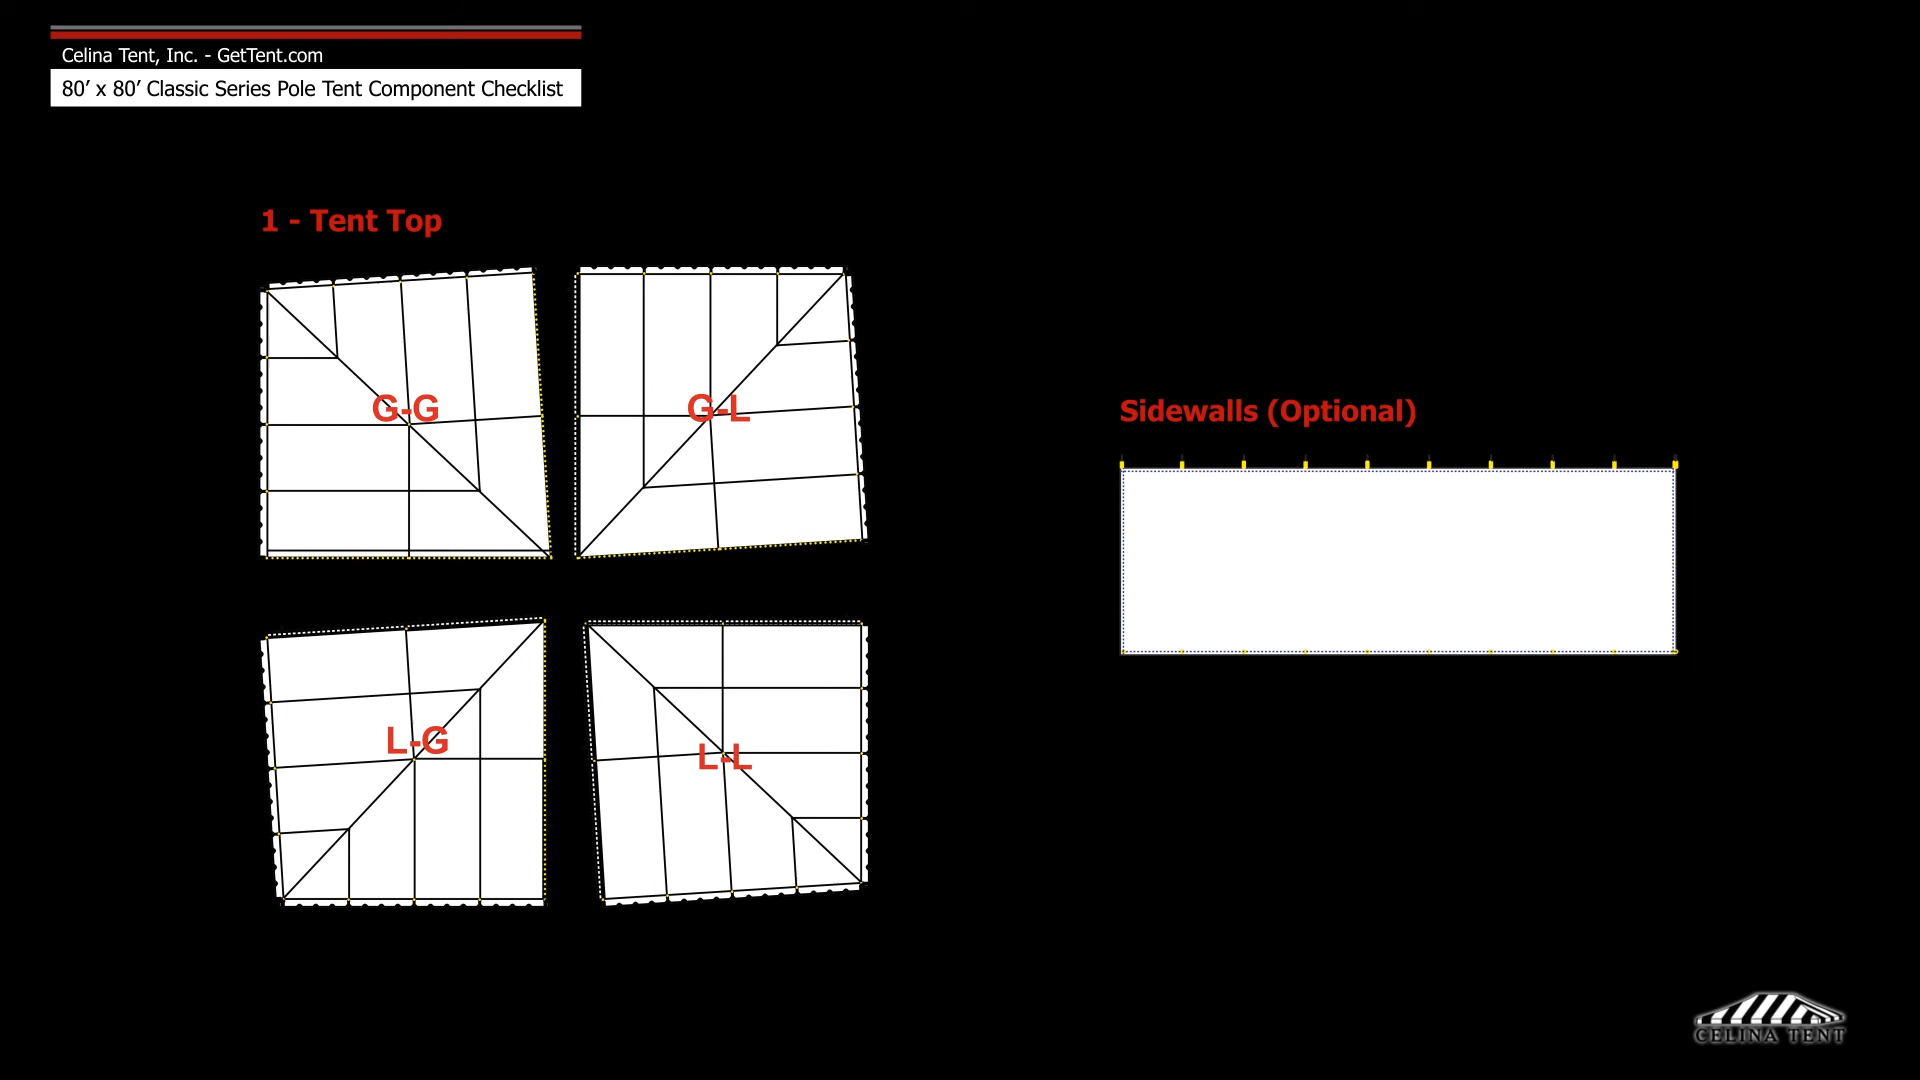 Celina Tent, Inc. - GetTent.com
80’ x 80’ Classic Series Pole Tent Component Checklist
1 - Tent Top
G-G
G-L
Sidewalls (Optional)
L-G
L-L
CELINA TENT